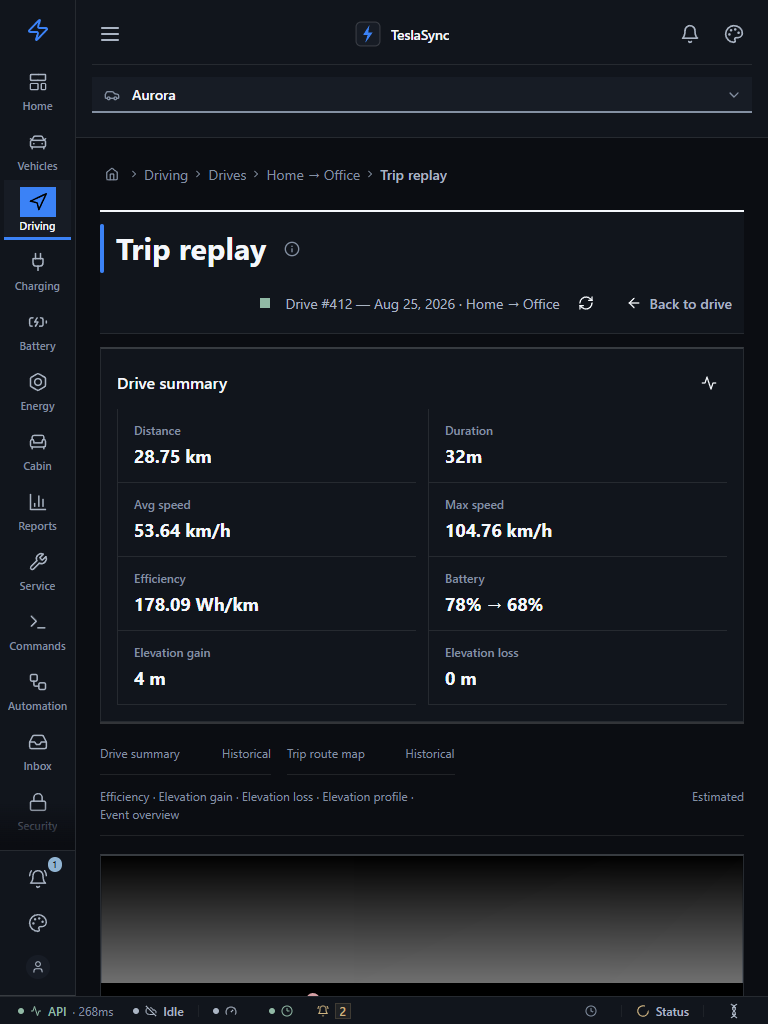 TeslaSync
Aurora
Home
Vehicles
Driving
Charging
Battery
Energy
Cabin
Reports
Service
Commands
Automation
Inbox
Security
1
Driving Drives Home → Office Trip replay
Trip replay
Drive #412 — Aug 25, 2026 · Home → Office Back to drive
Drive summary
Distance
28.75 km
Duration
32m
Avg speed
53.64 km/h
Max speed
104.76 km/h
Efficiency
178.09 Wh/km
Battery
78% → 68%
Elevation gain
4 m
Elevation loss
0 m
Drive summary Historical Trip route map Historical
Efficiency · Elevation gain · Elevation loss · Elevation profile ·
Event overview
Estimated
API · 268ms Idle 2 Status